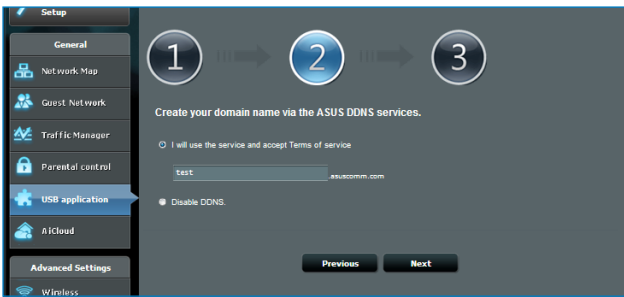 Setup
General
Network Map
Guest Network
Traffic Manager
Parental control
USB application
AiCloud
Advanced Settings
Wireless
1
2
3
Create your domain name via the ASUS DDNS services.
I will use the service and accept Terms of service
test .asuscomm.com
Disable DDNS.
Previous Next